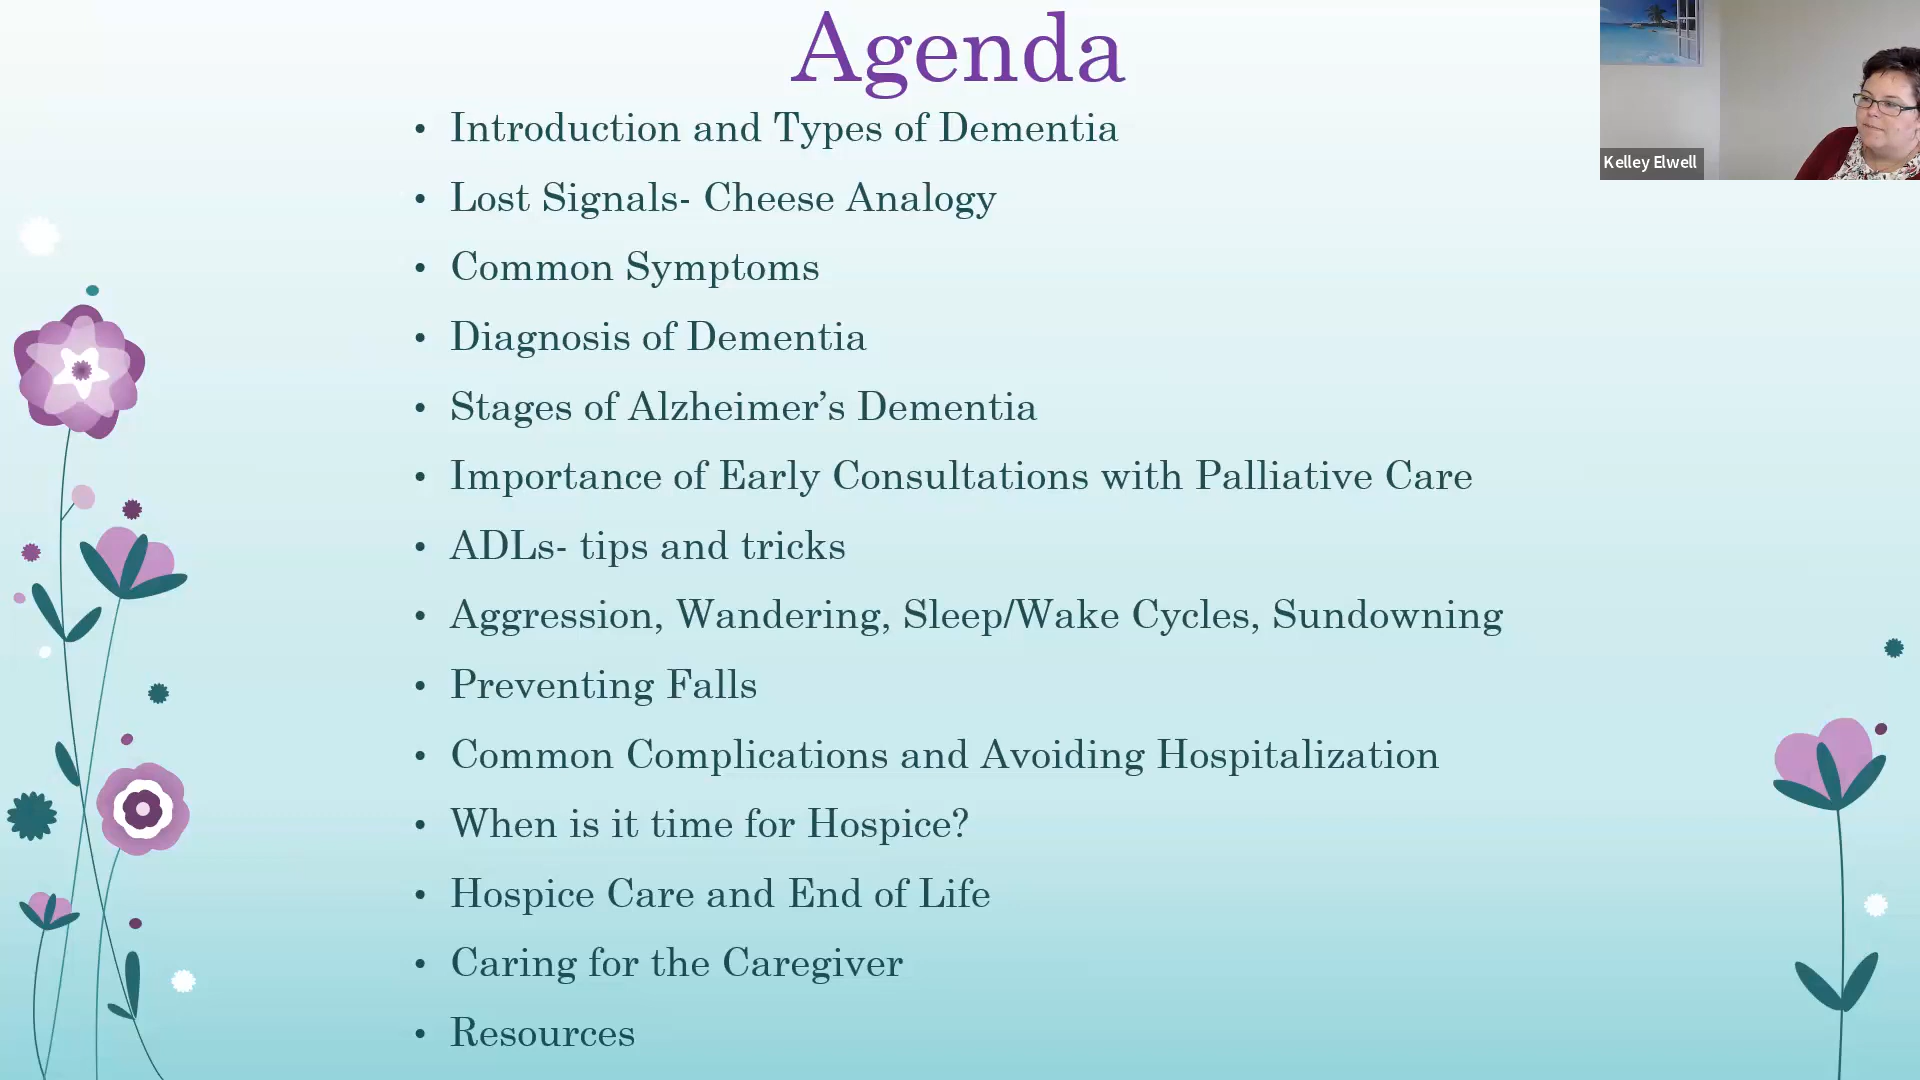 Agenda
• Introduction and Types of Dementia
• Lost Signals- Cheese Analogy
• Common Symptoms
• Diagnosis of Dementia
• Stages of Alzheimer’s Dementia
• Importance of Early Consultations with Palliative Care
• ADLs- tips and tricks
• Aggression, Wandering, Sleep/Wake Cycles, Sundowning
• Preventing Falls
• Common Complications and Avoiding Hospitalization
• When is it time for Hospice?
• Hospice Care and End of Life
• Caring for the Caregiver
• Resources
Kelley Elwell